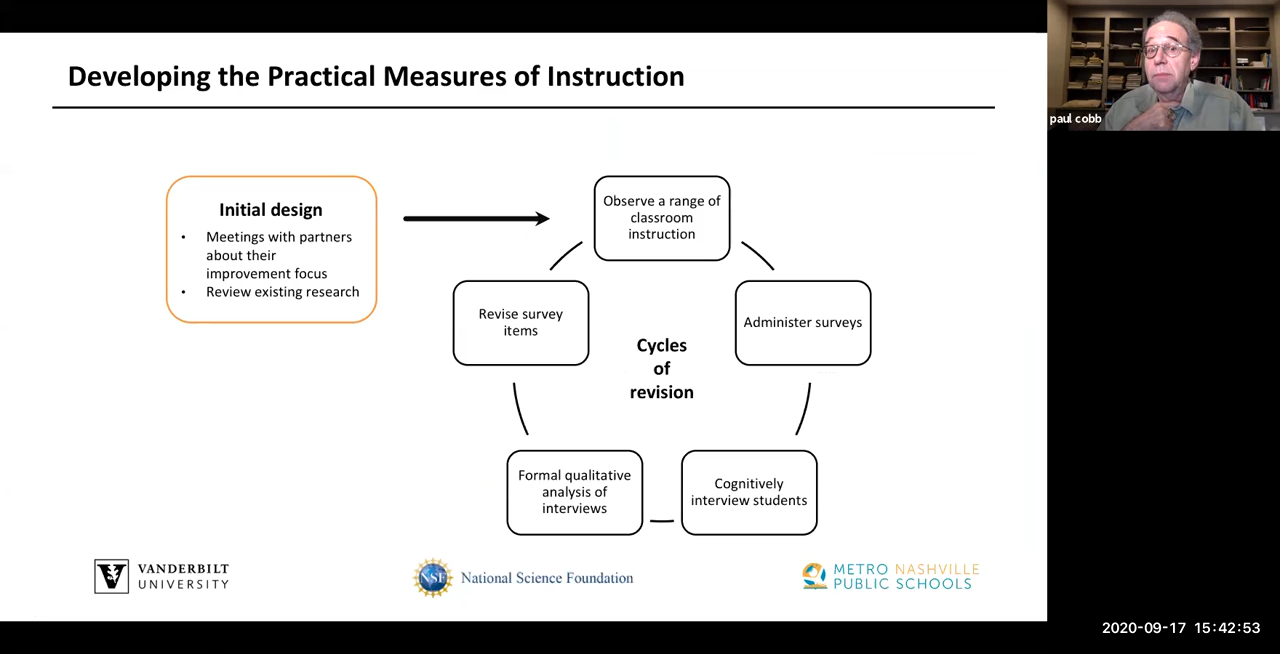 Developing the Practical Measures of Instruction
paul cobb
Initial design
• Meetings with partners
about their
improvement focus
• Review existing research
Observe a range of
classroom
instruction
Revise survey
items
Administer surveys
Cycles
of
revision
Formal qualitative
analysis of
interviews
Cognitively
interview students
V
VANDERBILT
UNIVERSITY
NSF
National Science Foundation
METRO NASHVILLE
PUBLIC SCHOOLS
2020-09-17 15:42:53